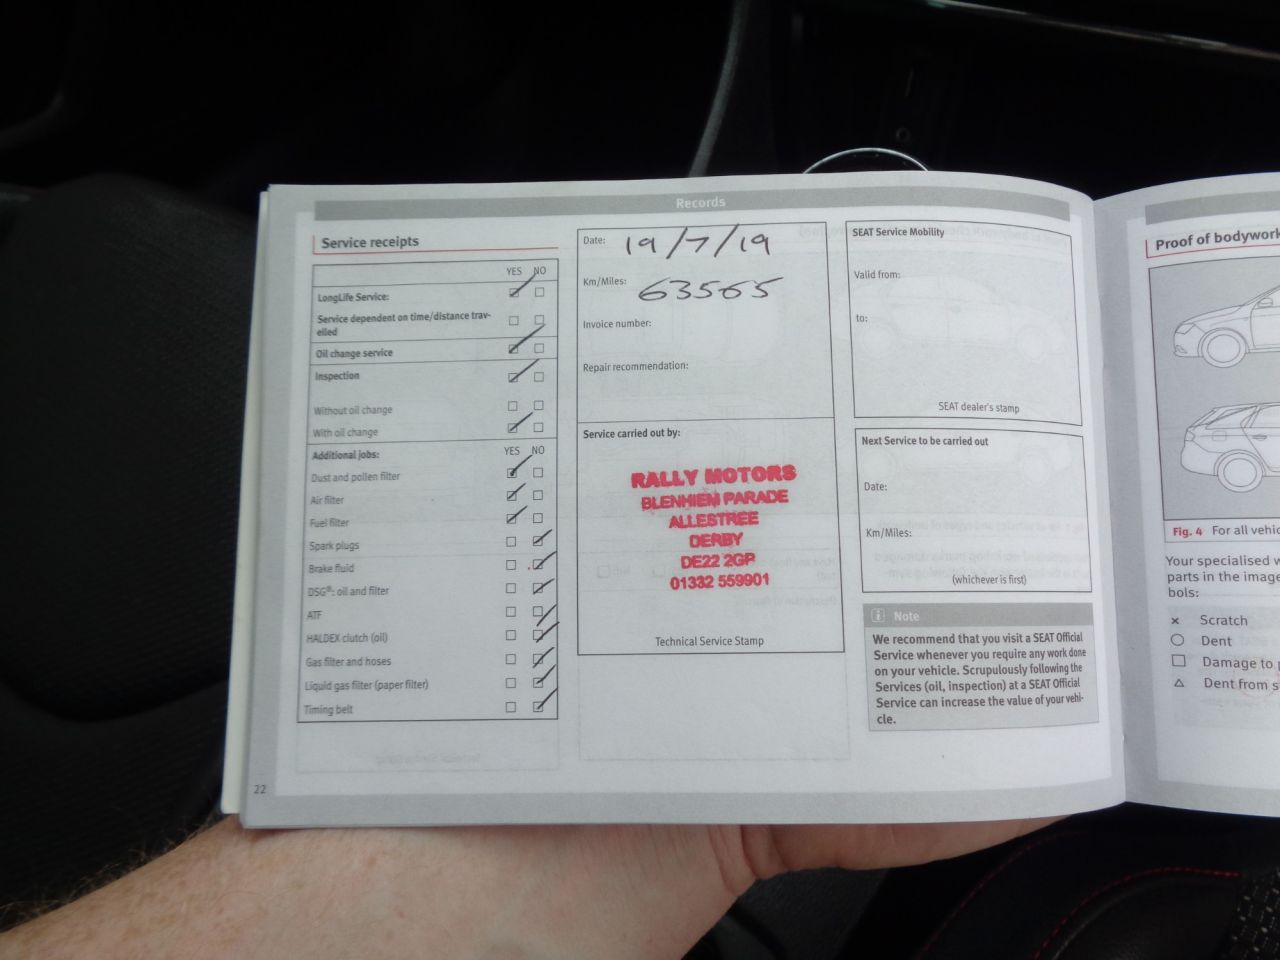 Records
Service receipts
YES NO
LongLife Service:
Service dependent on time/distance trav-
elled
Oil change service
Inspection
Without oil change
With oil change
Additional jobs: YES NO
Dust and pollen filter
Air filter
Fuel filter
Spark plugs
Brake fluid
DSG®: oil and filter
ATF
HALDEX clutch (oil)
Gas filter and hoses
Liquid gas filter (paper filter)
Timing belt
22
Date: 19/7/19
Km/Miles: 63565
Invoice number:
Repair recommendation:
Service carried out by:
RALLY MOTORS
BLENHIEM PARADE
ALLESTREE
DERBY
DE22 2GP
01332 559901
Technical Service Stamp
SEAT Service Mobility
Valid from:
to:
SEAT dealer's stamp
Next Service to be carried out
Date:
Km/Miles:
(whichever is first)
i Note
We recommend that you visit a SEAT Official
Service whenever you require any work done
on your vehicle. Scrupulously following the
Services (oil, inspection) at a SEAT Official
Service can increase the value of your vehi-
cle.
Proof of bodywork
Fig. 4 For all vehic
Your specialised w
parts in the image
bols:
Scratch
Dent
Damage to p
Dent from s